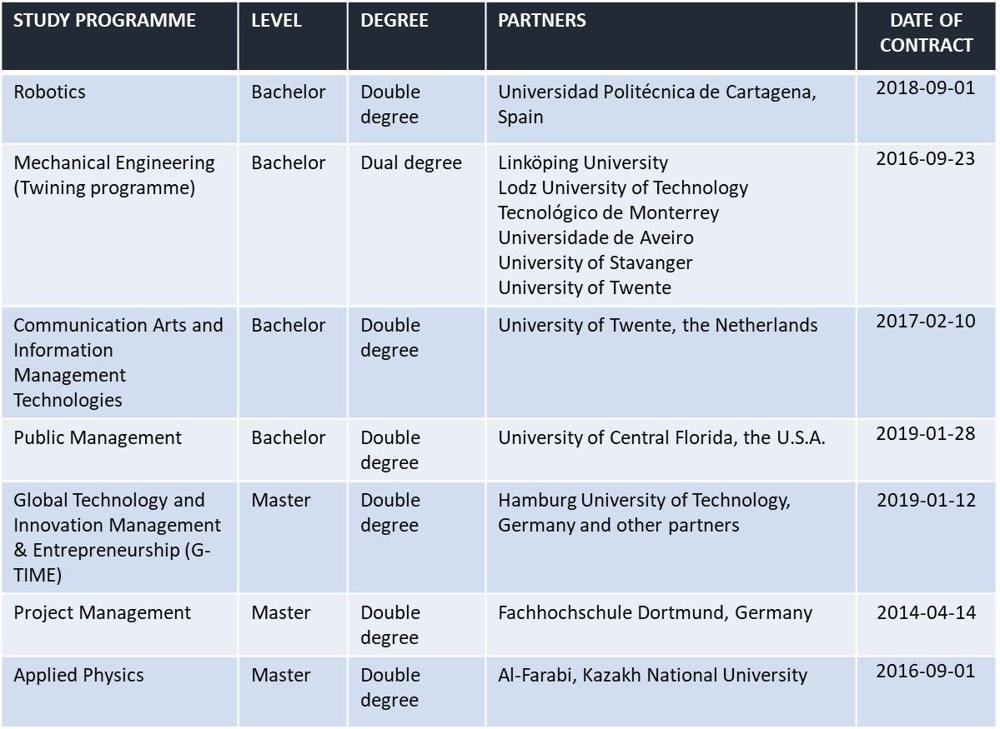 STUDY PROGRAMME LEVEL DEGREE PARTNERS DATE OF
CONTRACT
Robotics Bachelor Double
degree Universidad Politécnica de Cartagena,
Spain 2018-09-01
Mechanical Engineering
(Twining programme) Bachelor Dual degree Linköping University
Lodz University of Technology
Tecnológico de Monterrey
Universidade de Aveiro
University of Stavanger
University of Twente 2016-09-23
Communication Arts and
Information
Management
Technologies Bachelor Double
degree University of Twente, the Netherlands 2017-02-10
Public Management Bachelor Double
degree University of Central Florida, the U.S.A. 2019-01-28
Global Technology and
Innovation Management
& Entrepreneurship (G-
TIME) Master Double
degree Hamburg University of Technology,
Germany and other partners 2019-01-12
Project Management Master Double
degree Fachhochschule Dortmund, Germany 2014-04-14
Applied Physics Master Double
degree Al-Farabi, Kazakh National University 2016-09-01